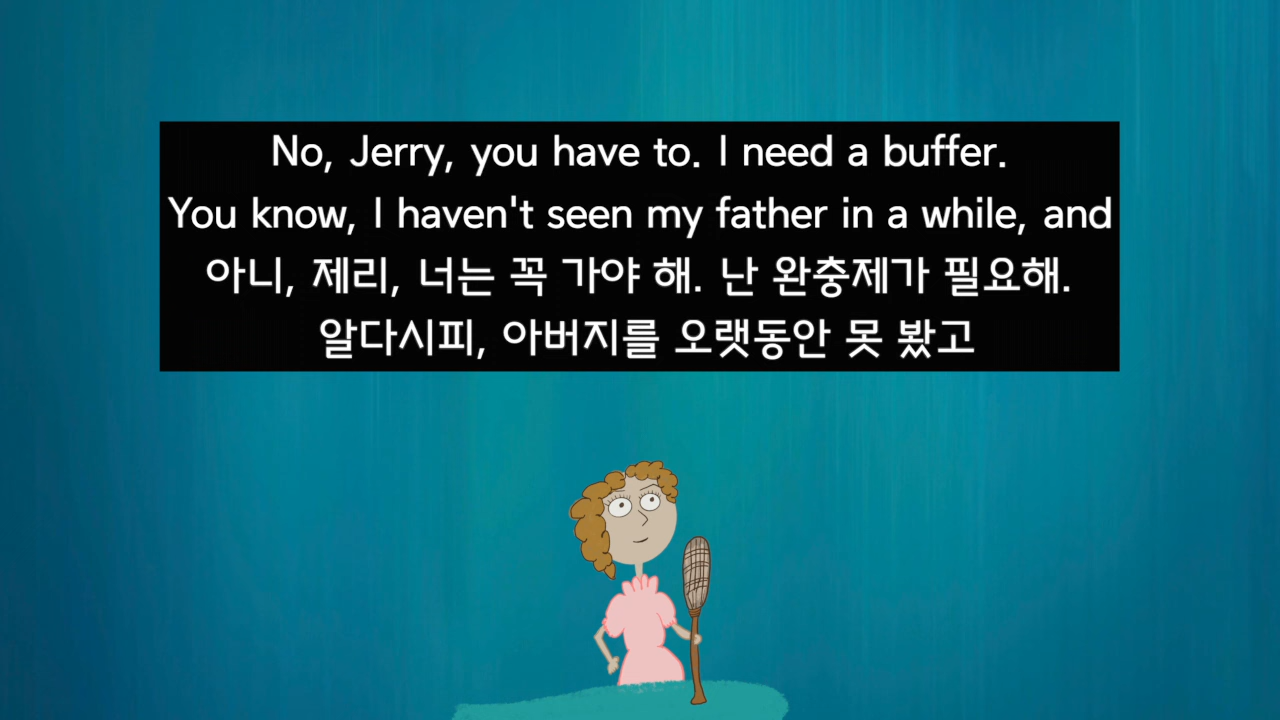 No, Jerry, you have to. I need a buffer.
You know, I haven't seen my father in a while, and
아니, 제리, 너는 꼭 가야 해. 난 완충제가 필요해.
알다시피, 아버지를 오랫동안 못 봤고